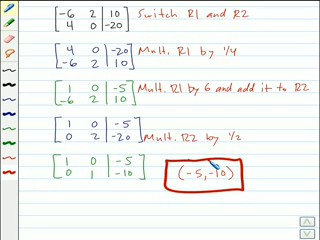 [-6 2 | 10] Switch R1 and R2
[4 0 | -20]
[4 0 | -20] Mult. R1 by 1/4
[-6 2 | 10]
[1 0 | -5] Mult. R1 by 6 and add it to R2
[-6 2 | 10]
[1 0 | -5]
[0 2 | -20] Mult. R2 by 1/2
[1 0 | -5] (-5, -10)
[0 1 | -10]